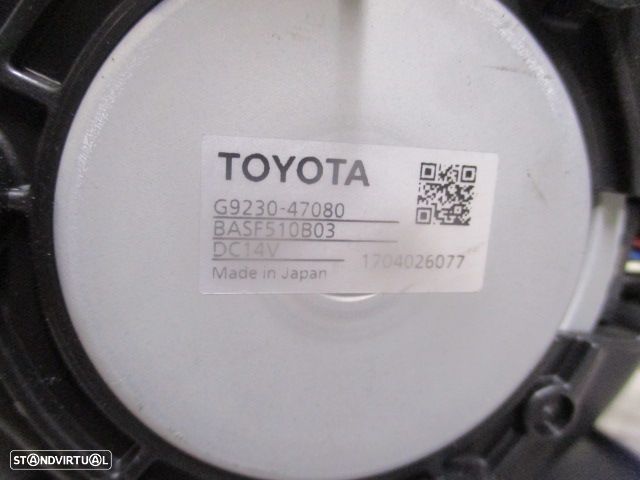 TOYOTA
G9230-47080
BASF510B03
DC14V 1704026077
Made in Japan
STANDVIRTUAL